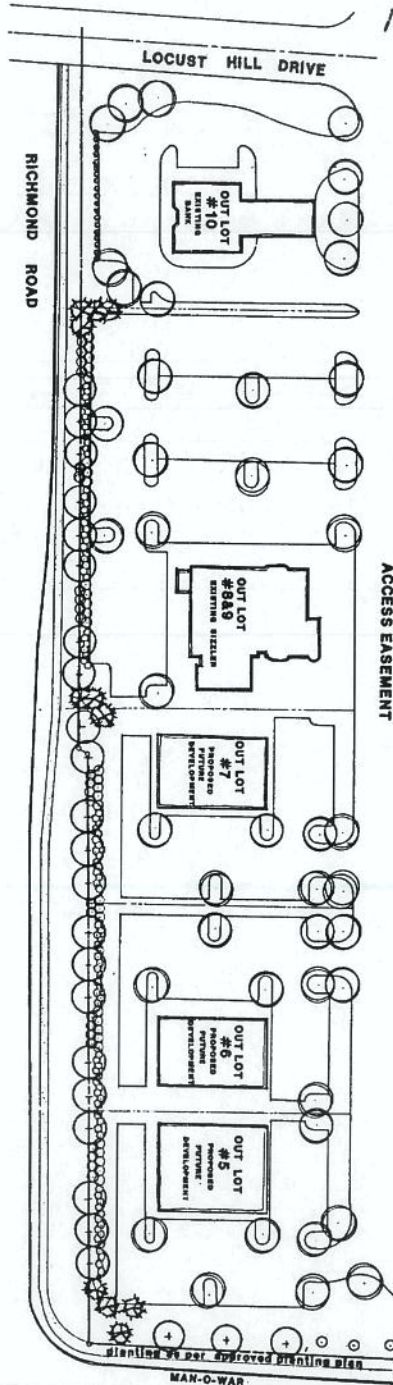 LOCUST HILL DRIVE
RICHMOND ROAD
OUT LOT
#10
EXISTING
BANK
ACCESS EASEMENT
OUT LOT
#8&9
EXISTING SIZZLER
OUT LOT
#7
PROPOSED
FUTURE
DEVELOPMENT
OUT LOT
#6
PROPOSED
FUTURE
DEVELOPMENT
OUT LOT
#5
PROPOSED
FUTURE
DEVELOPMENT
planting as per approved planting plan
MAN-O-WAR